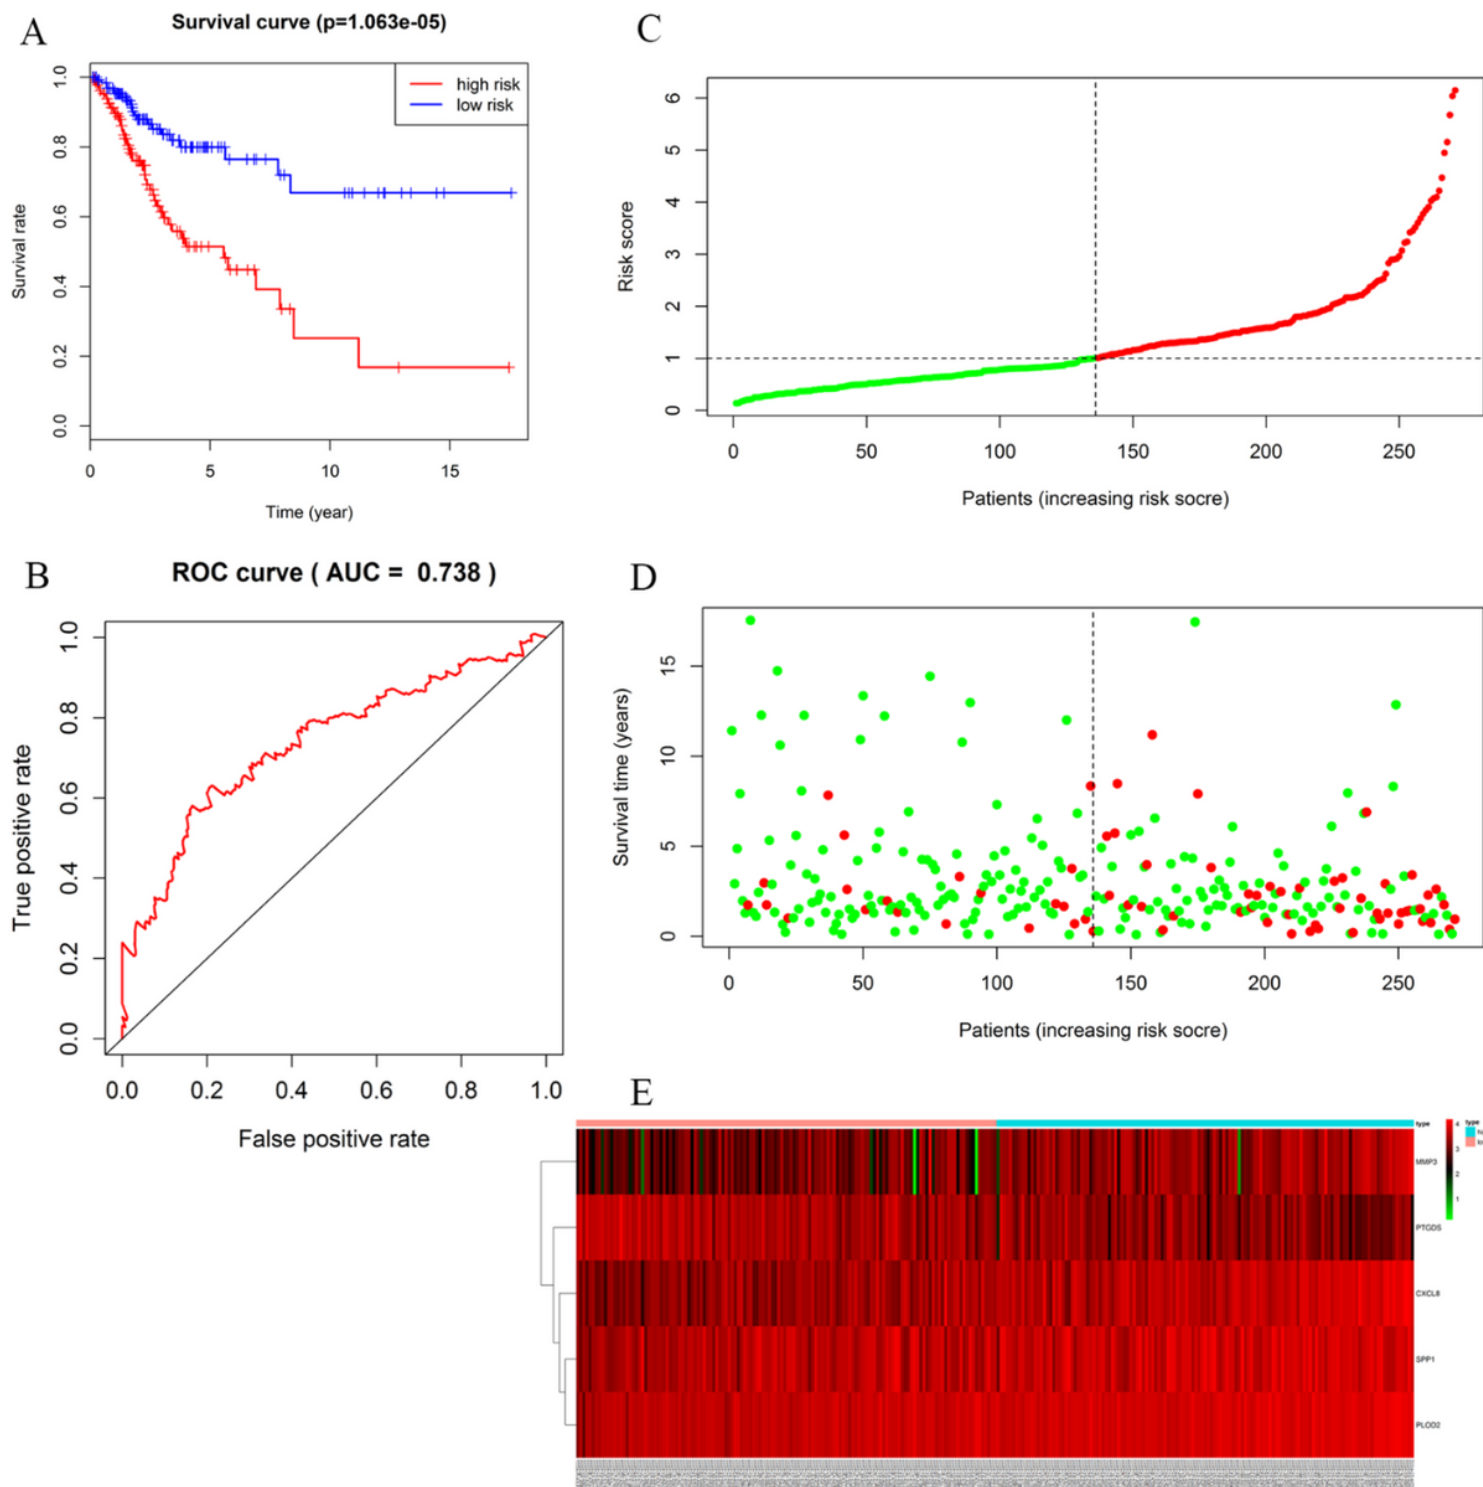 A
Survival curve (p=1.063e-05)
high risk
low risk
1.0
0.8
0.6
0.4
0.2
0.0
Survival rate
0 5 10 15
Time (year)
C
6
5
4
3
2
1
0
Risk score
0 50 100 150 200 250
Patients (increasing risk socre)
B
ROC curve ( AUC = 0.738 )
1.0
0.8
0.6
0.4
0.2
0.0
True positive rate
0.0 0.2 0.4 0.6 0.8 1.0
False positive rate
D
15
10
5
0
Survival time (years)
0 50 100 150 200 250
Patients (increasing risk socre)
E
type
MMP3
PTGDS
CXCL8
SPP1
PLOD2
4
3
2
1
type